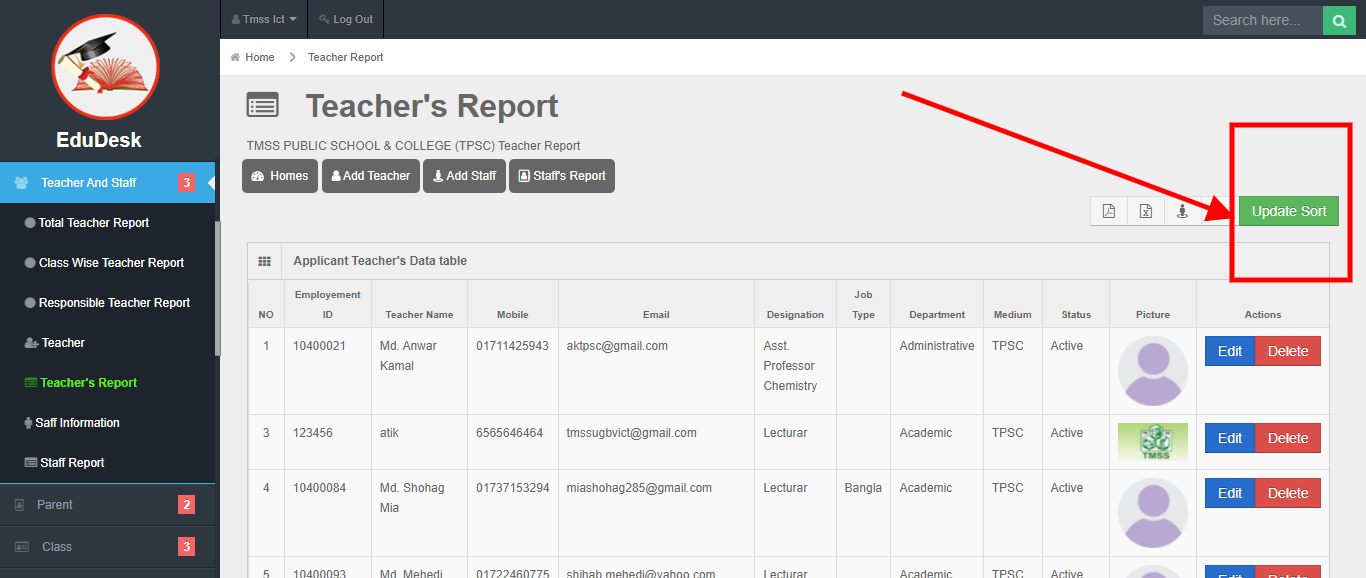 Tmss Ict
Log Out
Search here...
EduDesk
Home
Teacher Report
Teacher's Report
TMSS PUBLIC SCHOOL & COLLEGE (TPSC) Teacher Report
Homes
Add Teacher
Add Staff
Staff's Report
Update Sort
Teacher And Staff 3
Total Teacher Report
Class Wise Teacher Report
Responsible Teacher Report
Teacher
Teacher's Report
Saff Information
Staff Report
Parent 2
Class 3
Applicant Teacher's Data table
NO Employement ID Teacher Name Mobile Email Designation Job Type Department Medium Status Picture Actions
1 10400021 Md. Anwar 01711425943 aktpsc@gmail.com Asst. Administrative TPSC Active Edit Delete
Kamal Professor
Chemistry
3 123456 atik 6565646464 tmssugbvict@gmail.com Lecturar Academic TPSC Active Edit Delete
TMSS
4 10400084 Md. Shohag 01737153294 miashohag285@gmail.com Lecturar Bangla Academic TPSC Active Edit Delete
Mia
5 10400093 Md. Mehedi 01722460775 shihab.mehedi@yahoo.com Lecturar Academic TPSC Active Edit Delete